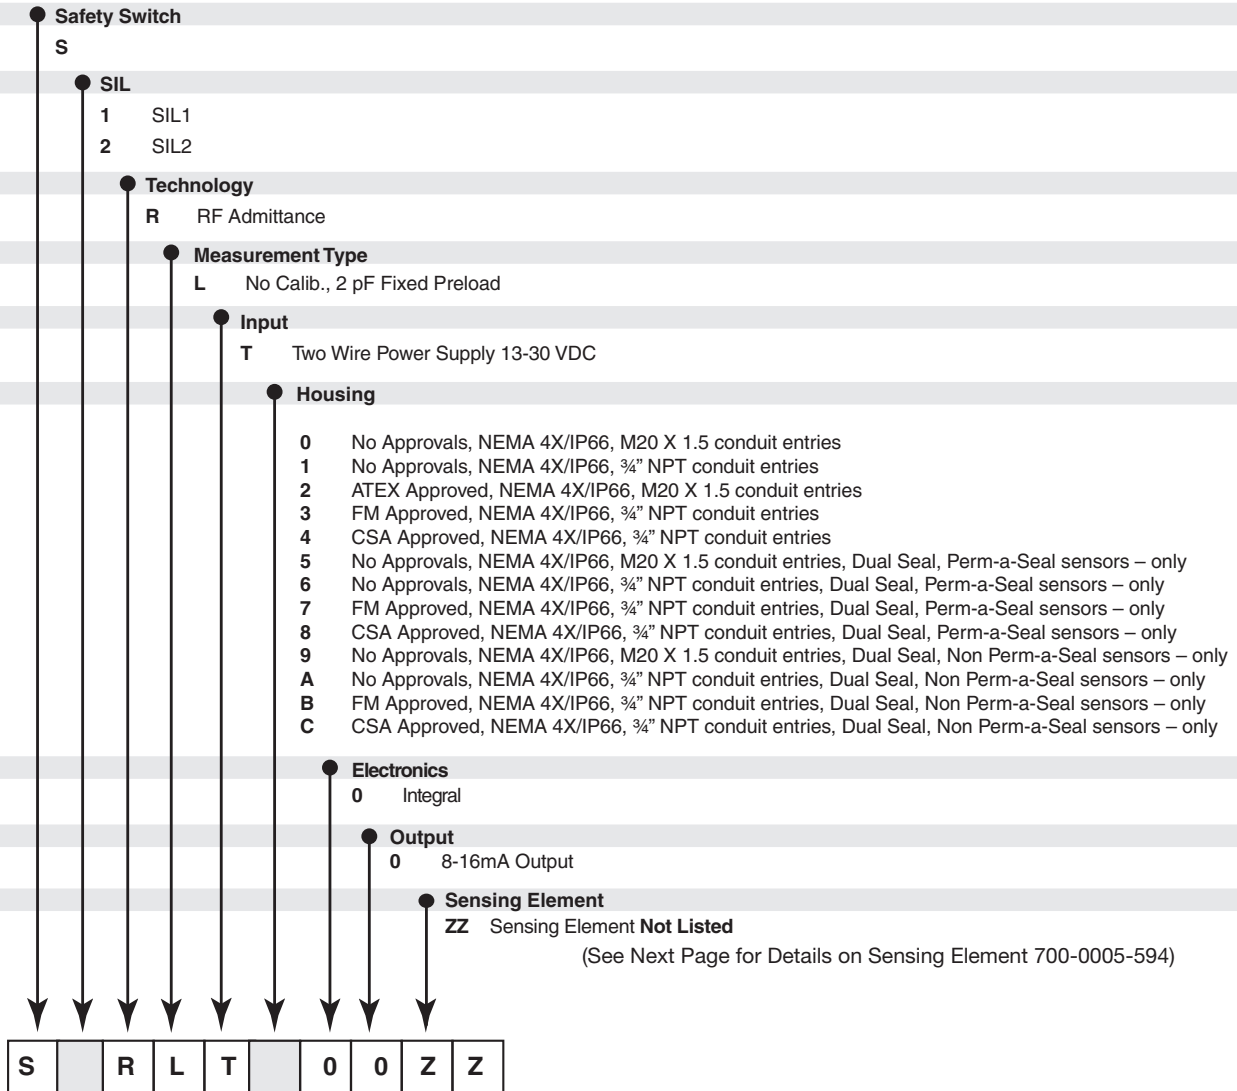 Safety Switch
S
SIL
1 SIL1
2 SIL2
Technology
R RF Admittance
Measurement Type
L No Calib., 2 pF Fixed Preload
Input
T Two Wire Power Supply 13-30 VDC
Housing
0 No Approvals, NEMA 4X/IP66, M20 X 1.5 conduit entries
1 No Approvals, NEMA 4X/IP66, ¾” NPT conduit entries
2 ATEX Approved, NEMA 4X/IP66, M20 X 1.5 conduit entries
3 FM Approved, NEMA 4X/IP66, ¾” NPT conduit entries
4 CSA Approved, NEMA 4X/IP66, ¾” NPT conduit entries
5 No Approvals, NEMA 4X/IP66, M20 X 1.5 conduit entries, Dual Seal, Perm-a-Seal sensors – only
6 No Approvals, NEMA 4X/IP66, ¾” NPT conduit entries, Dual Seal, Perm-a-Seal sensors – only
7 FM Approved, NEMA 4X/IP66, ¾” NPT conduit entries, Dual Seal, Perm-a-Seal sensors – only
8 CSA Approved, NEMA 4X/IP66, ¾” NPT conduit entries, Dual Seal, Perm-a-Seal sensors – only
9 No Approvals, NEMA 4X/IP66, M20 X 1.5 conduit entries, Dual Seal, Non Perm-a-Seal sensors – only
A No Approvals, NEMA 4X/IP66, ¾” NPT conduit entries, Dual Seal, Non Perm-a-Seal sensors – only
B FM Approved, NEMA 4X/IP66, ¾” NPT conduit entries, Dual Seal, Non Perm-a-Seal sensors – only
C CSA Approved, NEMA 4X/IP66, ¾” NPT conduit entries, Dual Seal, Non Perm-a-Seal sensors – only
Electronics
0 Integral
Output
0 8-16mA Output
Sensing Element
ZZ Sensing Element Not Listed
(See Next Page for Details on Sensing Element 700-0005-594)
S R L T 0 0 Z Z